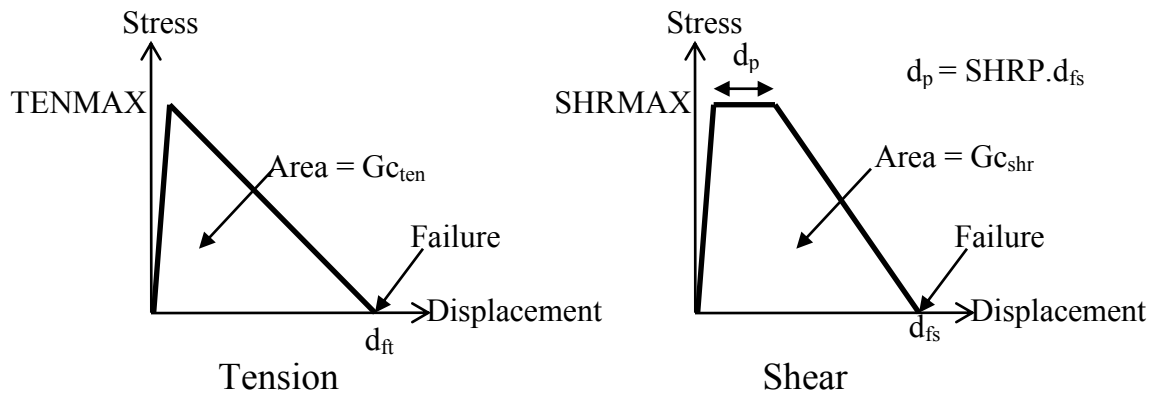 Stress
TENMAX
Area = Gc_ten
Failure
Displacement
d_ft
Tension
Stress
d_p
d_p = SHRP.d_fs
SHRMAX
Area = Gc_shr
Failure
Displacement
d_fs
Shear